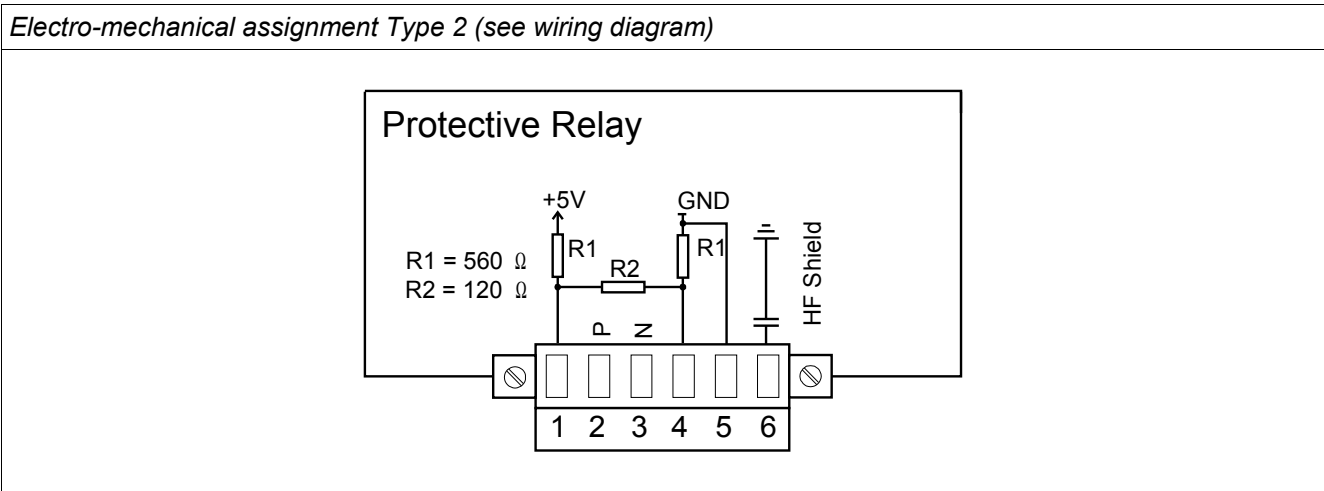 Electro-mechanical assignment Type 2 (see wiring diagram)
Protective Relay
+5V
GND
R1 = 560 Ω
R2 = 120 Ω
R1
R2
R1
HF Shield
P
N
1 2 3 4 5 6